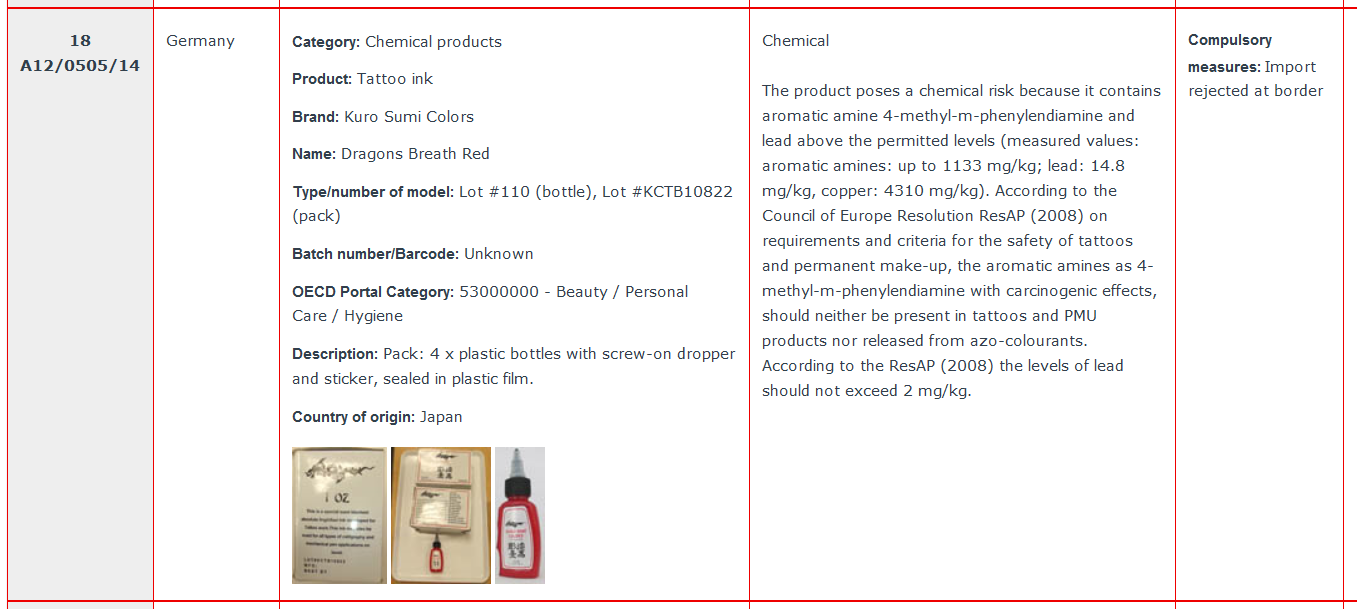 18
A12/0505/14
Germany
Category: Chemical products
Product: Tattoo ink
Brand: Kuro Sumi Colors
Name: Dragons Breath Red
Type/number of model: Lot #110 (bottle), Lot #KCTB10822
(pack)
Batch number/Barcode: Unknown
OECD Portal Category: 53000000 - Beauty / Personal
Care / Hygiene
Description: Pack: 4 x plastic bottles with screw-on dropper
and sticker, sealed in plastic film.
Country of origin: Japan
1 OZ
Chemical
The product poses a chemical risk because it contains
aromatic amine 4-methyl-m-phenylendiamine and
lead above the permitted levels (measured values:
aromatic amines: up to 1133 mg/kg; lead: 14.8
mg/kg, copper: 4310 mg/kg). According to the
Council of Europe Resolution ResAP (2008) on
requirements and criteria for the safety of tattoos
and permanent make-up, the aromatic amines as 4-
methyl-m-phenylendiamine with carcinogenic effects,
should neither be present in tattoos and PMU
products nor released from azo-colourants.
According to the ResAP (2008) the levels of lead
should not exceed 2 mg/kg.
Compulsory
measures: Import
rejected at border